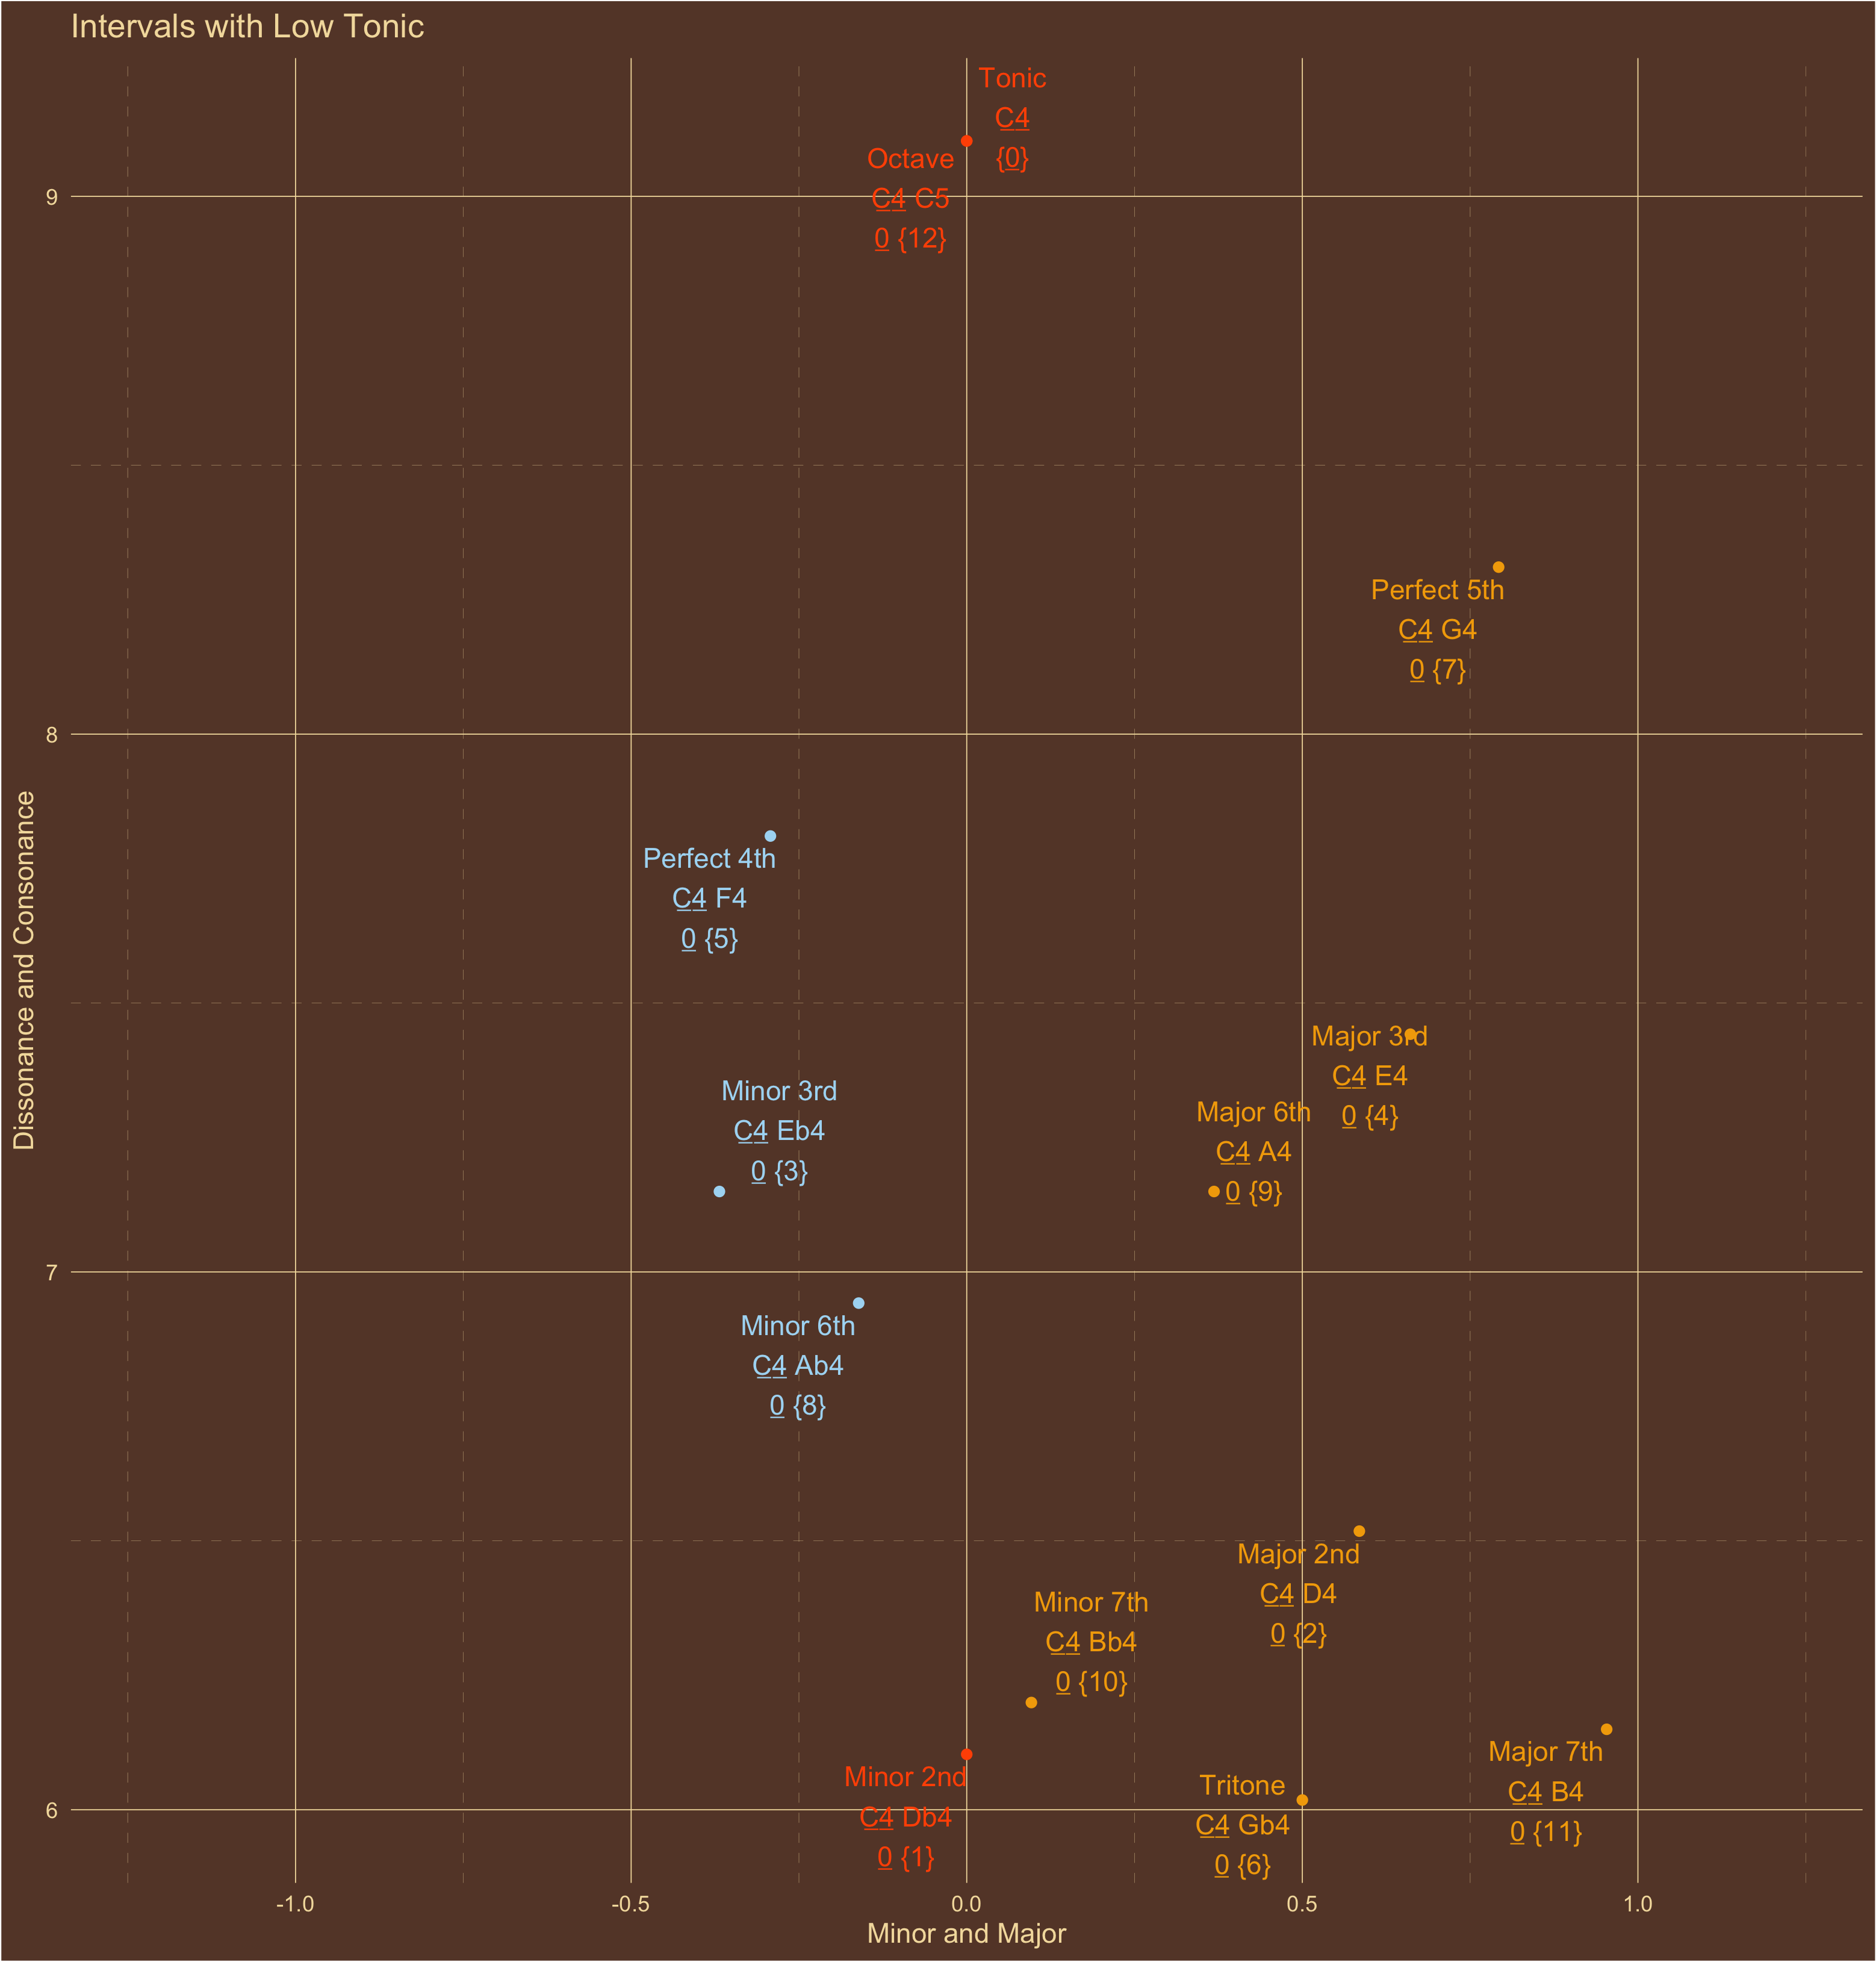 Intervals with Low Tonic
Tonic
C4
{0}
Octave
C4 C5
0 {12}
9
Perfect 5th
C4 G4
0 {7}
8
Perfect 4th
C4 F4
0 {5}
Major 3rd
C4 E4
0 {4}
Minor 3rd
C4 Eb4
0 {3}
Major 6th
C4 A4
0 {9}
7
Minor 6th
C4 Ab4
0 {8}
Major 2nd
C4 D4
0 {2}
Minor 7th
C4 Bb4
0 {10}
Major 7th
C4 B4
0 {11}
Minor 2nd
C4 Db4
0 {1}
Tritone
C4 Gb4
0 {6}
6
Dissonance and Consonance
-1.0 -0.5 0.0 0.5 1.0
Minor and Major